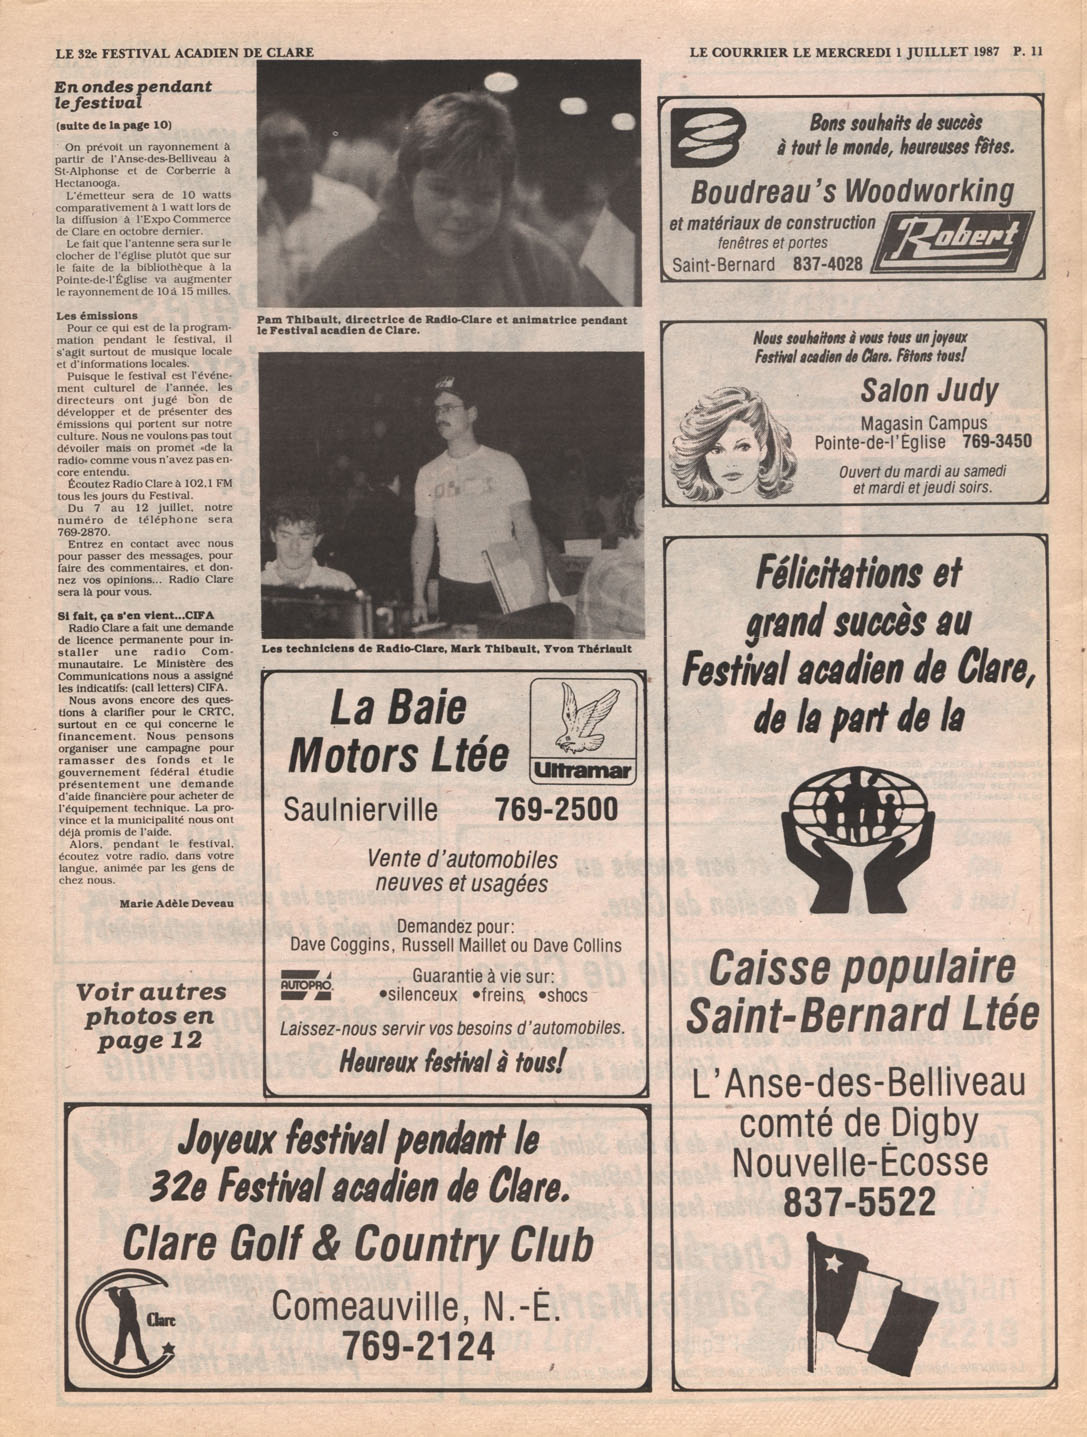 LE 32e FESTIVAL ACADIEN DE CLARE
LE COURRIER LE MERCREDI 1 JUILLET 1987 P. 11
En ondes pendant
le festival
(suite de la page 10)
On prévoit un rayonnement à
partir de l'Anse-des-Belliveau à
St-Alphonse et de Corberrie à
Hectanooga.
L'émetteur sera de 10 watts
comparativement à 1 watt lors de
la diffusion à l'Expo Commerce
de Clare en octobre dernier.
Le fait que l'antenne sera sur le
clocher de l'église plutôt que sur
le faite de la bibliothèque à la
Pointe-de-l'Église va augmenter
le rayonnement de 10 à 15 milles.
Les émissions
Pour ce qui est de la program-
mation pendant le festival, il
s'agit surtout de musique locale
et d'informations locales.
Puisque le festival est l'événe-
ment culturel de l'année, les
directeurs ont jugé bon de
développer et de présenter des
émissions qui portent sur notre
culture. Nous ne voulons pas tout
dévoiler mais on promet «de la
radio» comme vous n'avez pas en-
core entendu.
Écoutez Radio Clare à 102,1 FM
tous les jours du Festival.
Du 7 au 12 juillet, notre
numéro de téléphone sera
769-2870.
Entrez en contact avec nous
pour passer des messages, pour
faire des commentaires, et don-
nez vos opinions... Radio Clare
sera là pour vous.
Si fait, ça s'en vient...CIFA
Radio Clare a fait une demande
de licence permanente pour in-
staller une radio Com-
munautaire. Le Ministère des
Communications nous a assigné
les indicatifs: (call letters) CIFA.
Nous avons encore des ques-
tions à clarifier pour le CRTC,
surtout en ce qui concerne le
financement. Nous pensons
organiser une campagne pour
ramasser des fonds et le
gouvernement fédéral étudie
présentement une demande
d'aide financière pour acheter de
l'équipement technique. La pro-
vince et la municipalité nous ont
déjà promis de l'aide.
Alors, pendant le festival,
écoutez votre radio, dans votre
langue, animée par les gens de
chez nous.
Marie Adèle Deveau
Voir autres
photos en
page 12
Pam Thibault, directrice de Radio-Clare et animatrice pendant
le Festival acadien de Clare.
Les techniciens de Radio-Clare, Mark Thibault, Yvon Thériault
La Baie
Motors Ltée
Ultramar
Saulnierville 769-2500
Vente d'automobiles
neuves et usagées
Demandez pour:
Dave Coggins, Russell Maillet ou Dave Collins
AUTOPRO.
Guarantie à vie sur:
•silenceux •freins, •shocs
Laissez-nous servir vos besoins d'automobiles.
Heureux festival à tous!
Joyeux festival pendant le
32e Festival acadien de Clare.
Clare Golf & Country Club
Clare
Comeauville, N.-É.
769-2124
Bons souhaits de succès
à tout le monde, heureuses fêtes.
Boudreau's Woodworking
et matériaux de construction
fenêtres et portes
Saint-Bernard 837-4028
Robert
Nous souhaitons à vous tous un joyeux
Festival acadien de Clare. Fêtons tous!
Salon Judy
Magasin Campus
Pointe-de-l'Église 769-3450
Ouvert du mardi au samedi
et mardi et jeudi soirs.
Félicitations et
grand succès au
Festival acadien de Clare,
de la part de la
Caisse populaire
Saint-Bernard Ltée
L'Anse-des-Belliveau
comté de Digby
Nouvelle-Écosse
837-5522